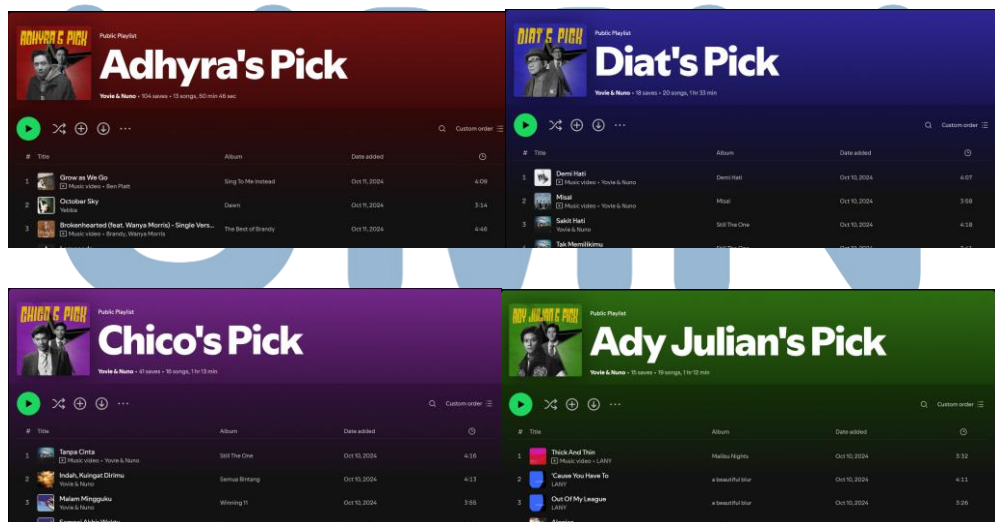 ADHYRA'S PICK
Public Playlist
Adhyra's Pick
Yovie & Nuno • 104 saves • 13 songs, 50 min 46 sec
Custom order
# Title Album Date added
1 Grow as We Go Sing To Me Instead Oct 11, 2024 4:09
Music video • Ben Platt
2 October Sky Dawn Oct 11, 2024 3:14
Yebba
3 Brokenhearted (feat. Wanya Morris) - Single Vers... The Best of Brandy Oct 11, 2024 4:46
Music video • Brandy, Wanya Morris
DIAT'S PICK
Public Playlist
Diat's Pick
Yovie & Nuno • 18 saves • 20 songs, 1 hr 33 min
Custom order
# Title Album Date added
1 Demi Hati Demi Hati Oct 10, 2024 4:07
Music video • Yovie & Nuno
2 Misal Misal Oct 10, 2024 3:58
Music video • Yovie & Nuno
3 Sakit Hati Still The One Oct 10, 2024 4:18
Yovie & Nuno
Tak Memilikimu Still The One Oct 10, 2024
CHICO'S PICK
Public Playlist
Chico's Pick
Yovie & Nuno • 41 saves • 16 songs, 1 hr 13 min
Custom order
# Title Album Date added
1 Tanpa Cinta Still The One Oct 10, 2024 4:16
Music video • Yovie & Nuno
2 Indah, Kuingat Dirimu Semua Bintang Oct 10, 2024 4:13
Yovie & Nuno
3 Malam Mingguku Winning 11 Oct 10, 2024 3:55
Yovie & Nuno
ADY JULIAN'S PICK
Public Playlist
Ady Julian's Pick
Yovie & Nuno • 15 saves • 19 songs, 1 hr 12 min
Custom order
# Title Album Date added
1 Thick And Thin Malibu Nights Oct 10, 2024 3:32
Music video • LANY
2 'Cause You Have To a beautiful blur Oct 10, 2024 4:11
LANY
3 Out Of My League a beautiful blur Oct 10, 2024 3:26
LANY